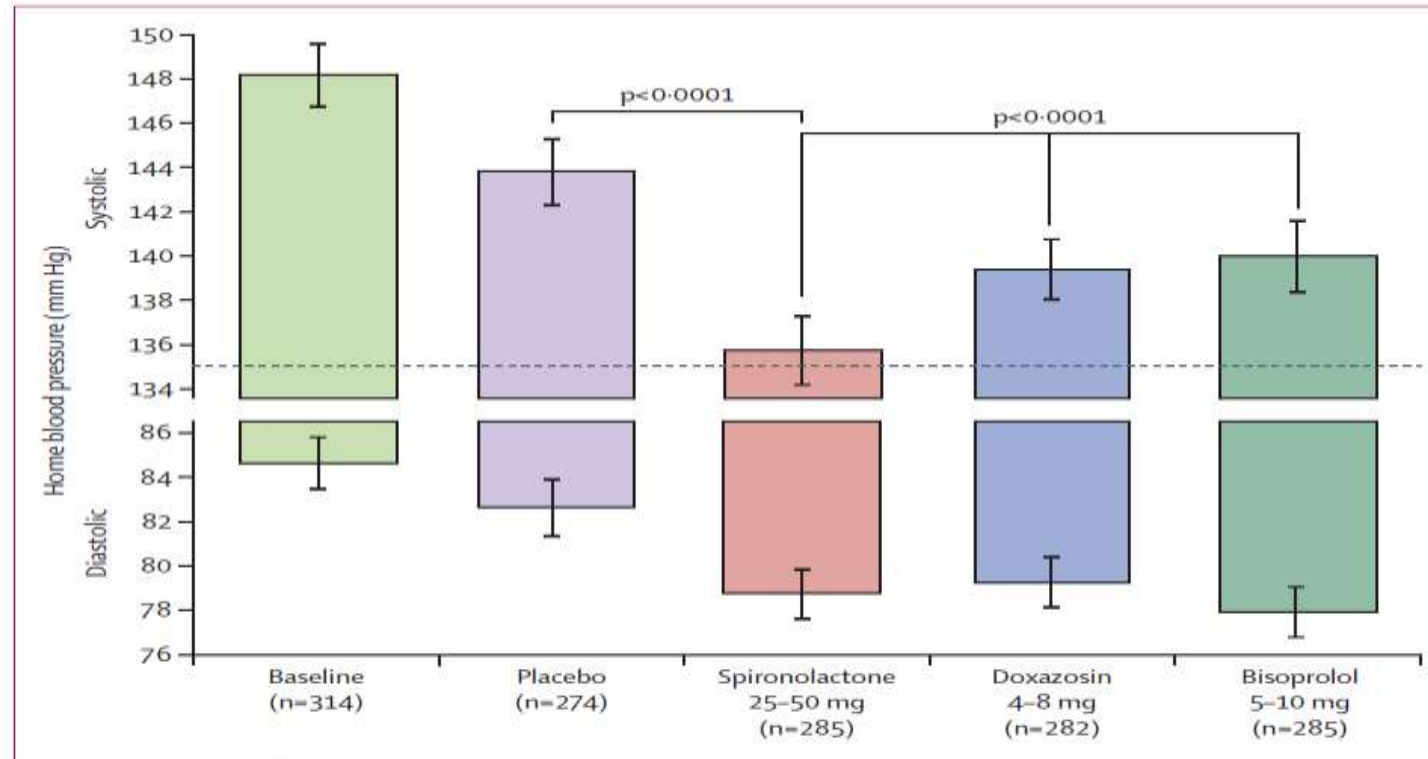 150
148
146
144
142
140
138
136
134
86
84
82
80
78
76
Home blood pressure (mm Hg)
Systolic
Diastolic
p<0·0001
p<0·0001
Baseline
(n=314)
Placebo
(n=274)
Spironolactone
25–50 mg
(n=285)
Doxazosin
4–8 mg
(n=282)
Bisoprolol
5–10 mg
(n=285)